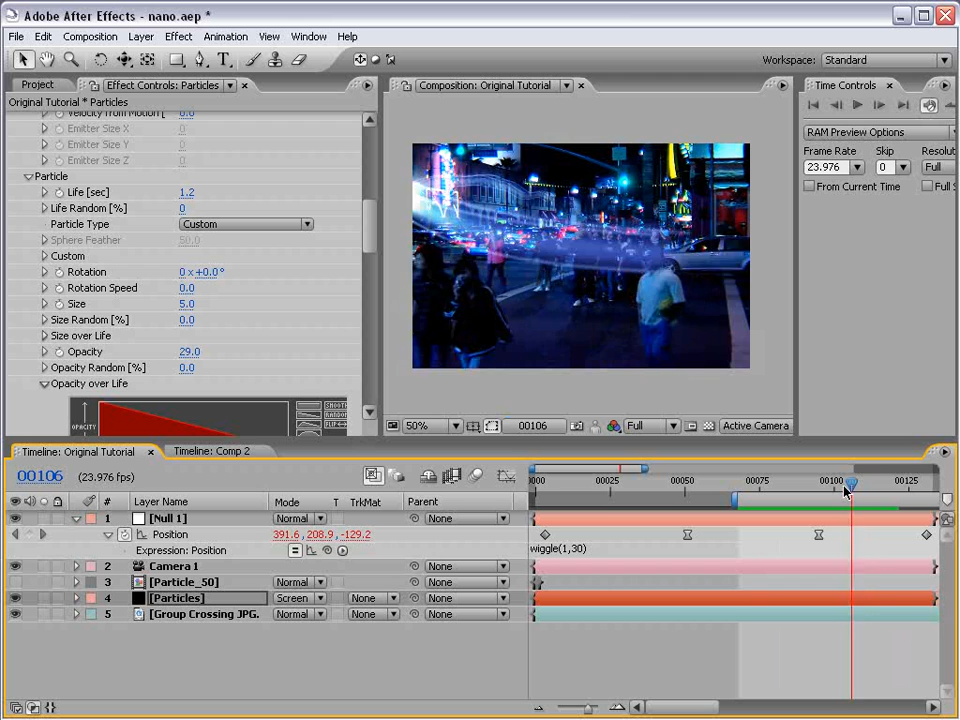 Adobe After Effects - nano.aep *
File Edit Composition Layer Effect Animation View Window Help
Workspace: Standard
Project Effect Controls: Particles Composition: Original Tutorial Time Controls
Original Tutorial * Particles
Velocity from Motion [ 0.0
Emitter Size X 0
Emitter Size Y 0
Emitter Size Z 0
Particle
Life [sec] 1.2
Life Random [%] 0
Particle Type Custom
Sphere Feather 50.0
Custom
Rotation 0 x+0.0°
Rotation Speed 0.0
Size 5.0
Size Random [%] 0.0
Size over Life
Opacity 29.0
Opacity Random [%] 0.0
Opacity over Life
OPACITY
SMOOTH
RANDOM
FLIP
RAM Preview Options
Frame Rate Skip Resolut
23.976 0 Full
From Current Time Full S
50% 00106 Full Active Camera
Timeline: Original Tutorial Timeline: Comp 2
00106 (23.976 fps)
0000 00025 00050 00075 00100 00125
# Layer Name Mode T TrkMat Parent
1 [Null 1] Normal None
Position 391.6, 208.9, -129.2
Expression: Position wiggle(1,30)
2 Camera 1 None
3 [Particle_50] Normal None
4 [Particles] Screen None None
5 [Group Crossing JPG. Normal None None